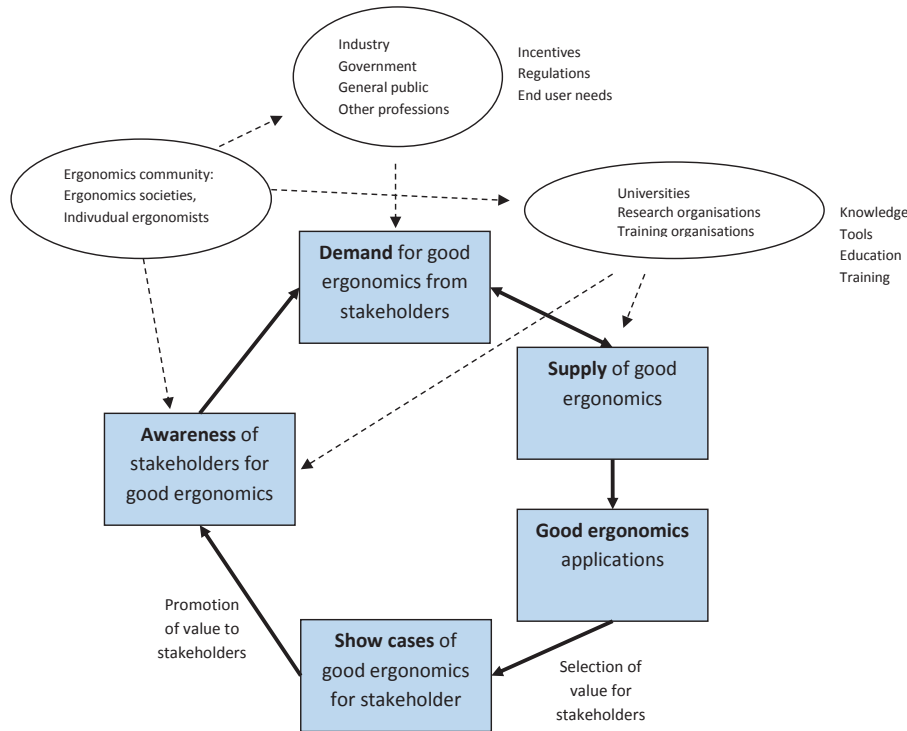 Industry
Government
General public
Other professions
Incentives
Regulations
End user needs
Ergonomics community:
Ergonomics societies,
Indivudual ergonomists
Universities
Research organisations
Training organisations
Knowledge
Tools
Education
Training
Demand for good
ergonomics from
stakeholders
Supply of good
ergonomics
Awareness of
stakeholders for
good ergonomics
Good ergonomics
applications
Promotion
of value to
stakeholders
Show cases of
good ergonomics
for stakeholder
Selection of
value for
stakeholders